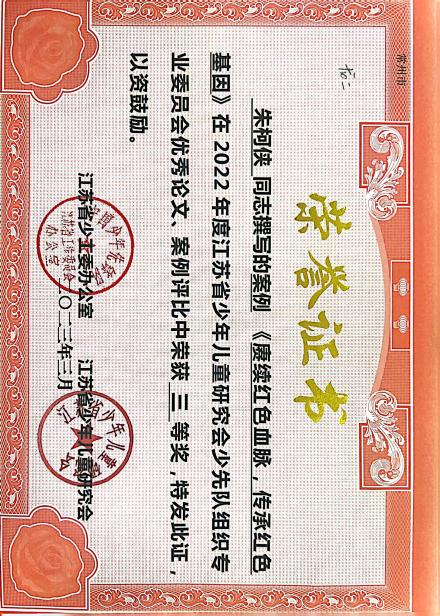 常州市
荣誉证书
朱柯侠 同志撰写的案例 《赓续红色血脉，传承红色
基因》在 2022 年度江苏省少年儿童研究会少先队组织专
业委员会优秀论文、案例评比中荣获 三 等奖，特发此证，
以资鼓励。
江苏省少工委办公室 江苏省少年儿童研究会
二〇二三年三月